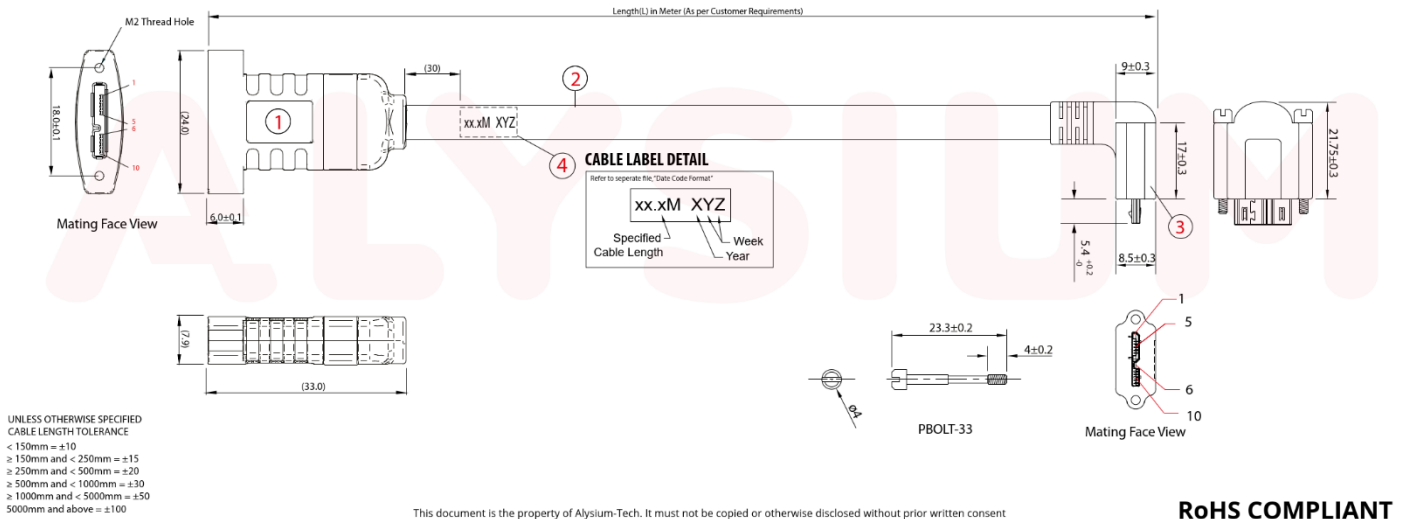 Length(L) in Meter (As per Customer Requirements)
M2 Thread Hole
1
5
6
10
18.0±0.1
Mating Face View
(24.0)
6.0±0.1
1
(30)
2
xx.xM XYZ
4
9±0.3
17±0.3
3
5.4 +0.2 -0
8.5±0.3
21.75±0.3
CABLE LABEL DETAIL
Refer to seperate file,"Date Code Format"
xx.xM XYZ
Specified
Cable Length
Week
Year
ALYSIUM
(7.9)
(33.0)
23.3±0.2
4±0.2
ø4
PBOLT-33
1
5
6
10
Mating Face View
UNLESS OTHERWISE SPECIFIED
CABLE LENGTH TOLERANCE
< 150mm = ±10
≥ 150mm and < 250mm = ±15
≥ 250mm and < 500mm = ±20
≥ 500mm and < 1000mm = ±30
≥ 1000mm and < 5000mm = ±50
5000mm and above = ±100
This document is the property of Alysium-Tech. It must not be copied or otherwise disclosed without prior written consent
RoHS COMPLIANT